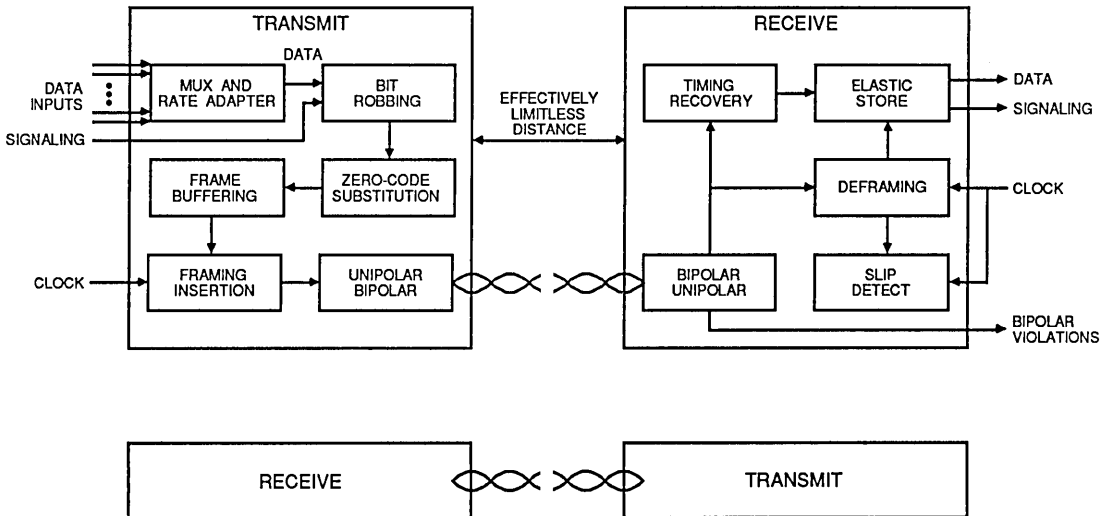 TRANSMIT
RECEIVE
DATA
DATA
INPUTS
MUX AND
RATE ADAPTER
BIT
ROBBING
SIGNALING
EFFECTIVELY
LIMITLESS
DISTANCE
TIMING
RECOVERY
ELASTIC
STORE
DATA
SIGNALING
FRAME
BUFFERING
ZERO-CODE
SUBSTITUTION
DEFRAMING
CLOCK
CLOCK
FRAMING
INSERTION
UNIPOLAR
BIPOLAR
BIPOLAR
UNIPOLAR
SLIP
DETECT
BIPOLAR
VIOLATIONS
RECEIVE
TRANSMIT